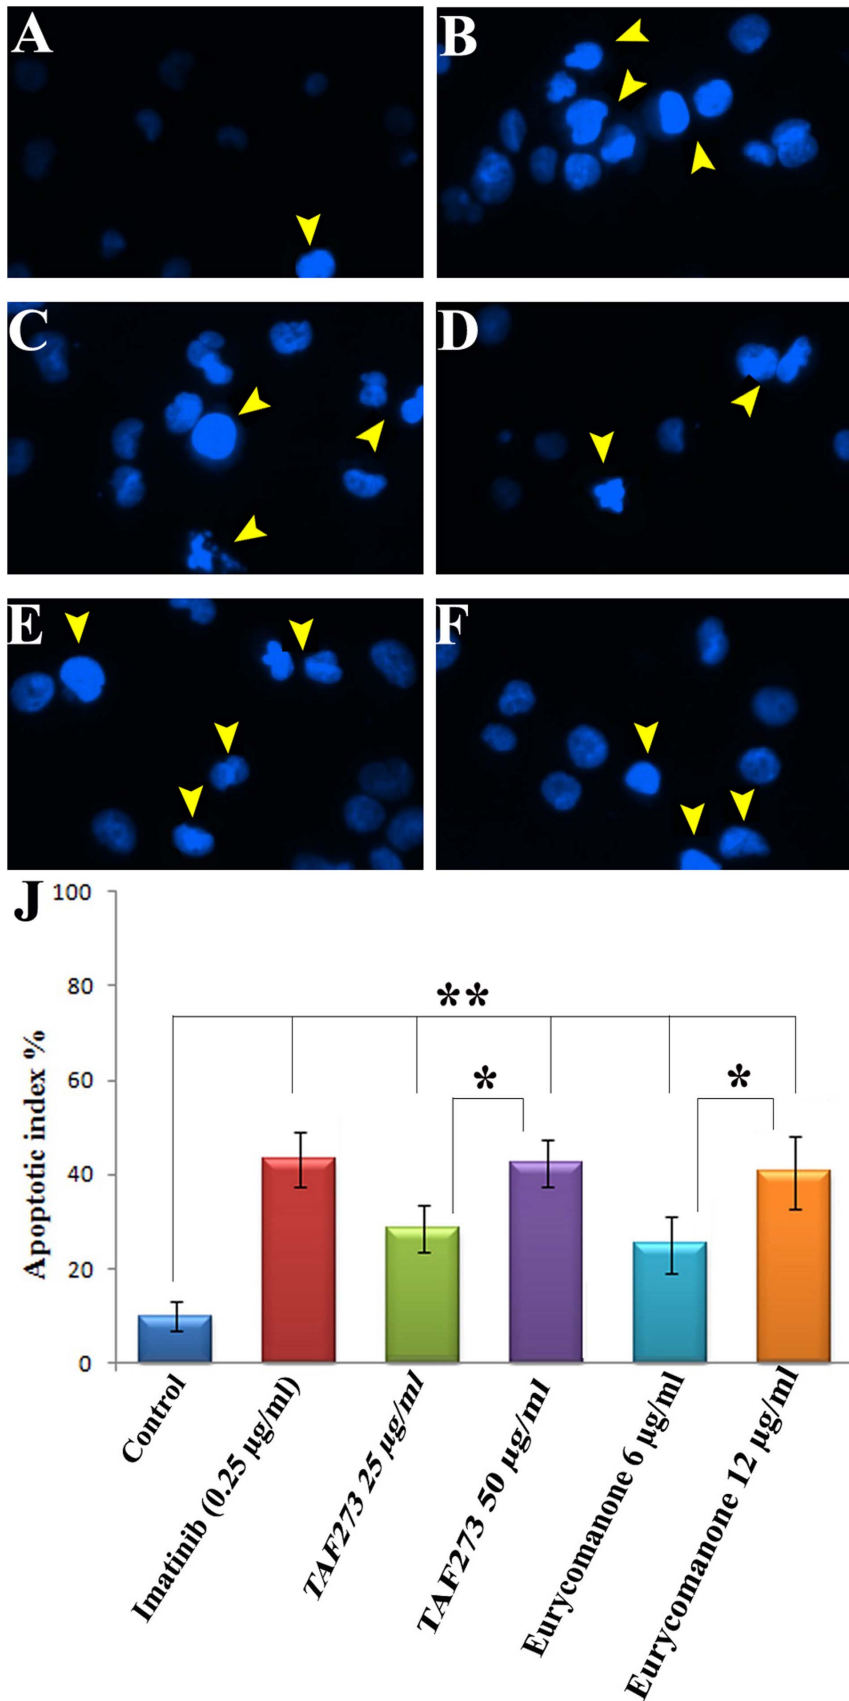 A
B
C
D
E
F
J
Apoptotic index %
100
80
60
40
20
0
**
*
*
Control
Imatinib (0.25 µg/ml)
TAF273 25 µg/ml
TAF273 50 µg/ml
Eurycomanone 6 µg/ml
Eurycomanone 12 µg/ml